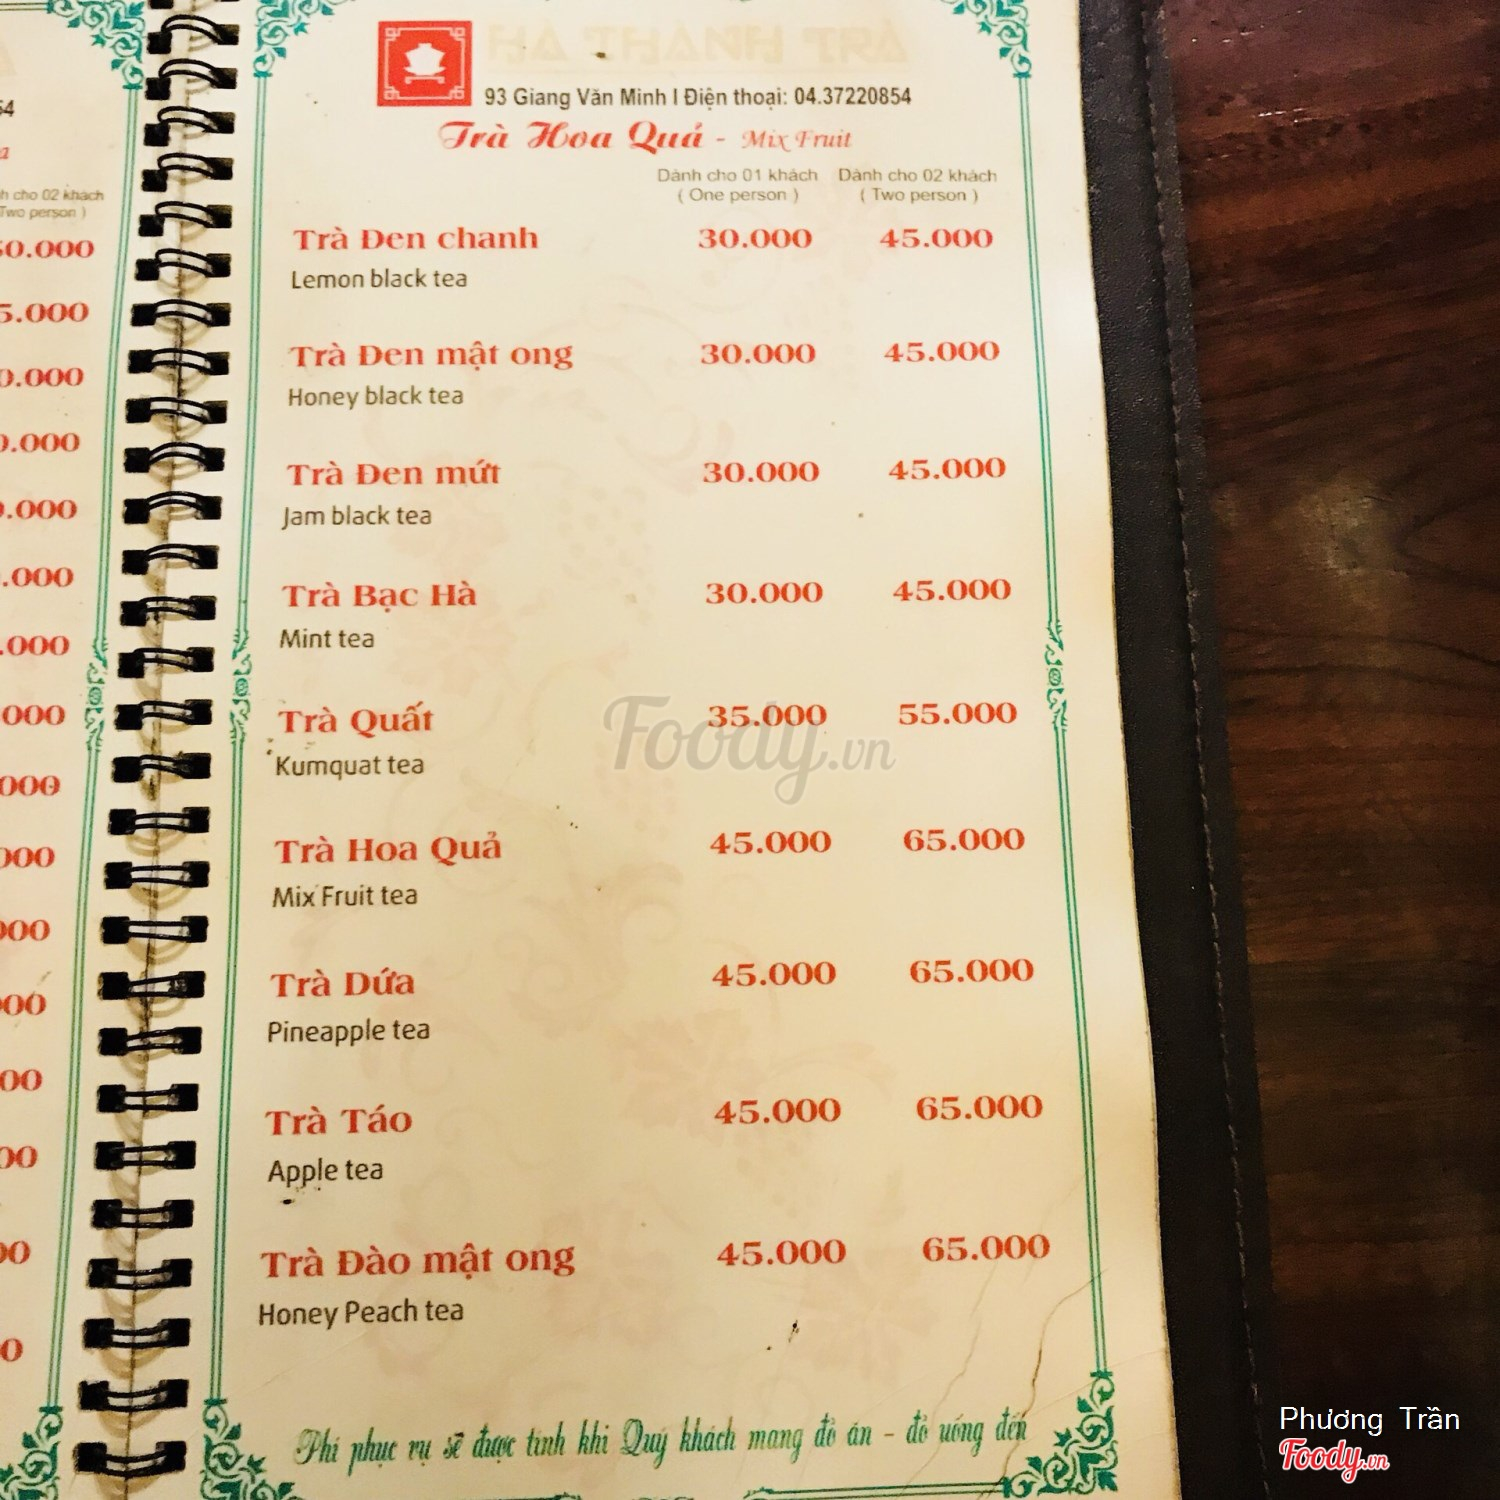 HÀ THÀNH TRÀ
93 Giang Văn Minh I Điện thoại: 04.37220854
Trà Hoa Quả - Mix Fruit
Dành cho 01 khách Dành cho 02 khách
( One person ) ( Two person )
Trà Đen chanh 30.000 45.000
Lemon black tea
Trà Đen mật ong 30.000 45.000
Honey black tea
Trà Đen mứt 30.000 45.000
Jam black tea
Trà Bạc Hà 30.000 45.000
Mint tea
Trà Quất 35.000 55.000
Kumquat tea
Trà Hoa Quả 45.000 65.000
Mix Fruit tea
Trà Dứa 45.000 65.000
Pineapple tea
Trà Táo 45.000 65.000
Apple tea
Trà Đào mật ong 45.000 65.000
Honey Peach tea
Phí phục vụ sẽ được tính khi Quý khách mang đồ ăn - đồ uống đến
Foody.vn
Phương Trần
Foody.vn
cho 02 khách
Two person )